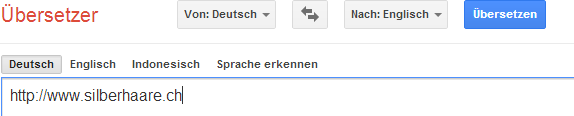 Übersetzer Von: Deutsch Nach: Englisch Übersetzen
Deutsch Englisch Indonesisch Sprache erkennen
http://www.silberhaare.ch